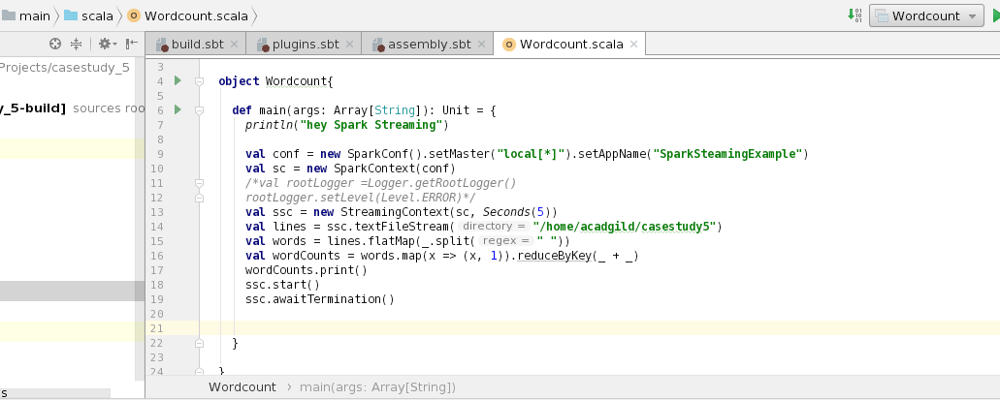 main scala Wordcount.scala Wordcount
build.sbt plugins.sbt assembly.sbt Wordcount.scala
Projects/casestudy_5
y_5-build] sources roo
3
4 object Wordcount{
5
6 def main(args: Array[String]): Unit = {
7 println("hey Spark Streaming")
8
9 val conf = new SparkConf().setMaster("local[*]").setAppName("SparkSteamingExample")
10 val sc = new SparkContext(conf)
11 /*val rootLogger =Logger.getRootLogger()
12 rootLogger.setLevel(Level.ERROR)*/
13 val ssc = new StreamingContext(sc, Seconds(5))
14 val lines = ssc.textFileStream( directory = "/home/acadgild/casestudy5")
15 val words = lines.flatMap(_.split( regex = " "))
16 val wordCounts = words.map(x => (x, 1)).reduceByKey(_ + _)
17 wordCounts.print()
18 ssc.start()
19 ssc.awaitTermination()
20
21
22 }
23
24 }
s
Wordcount › main(args: Array[String])